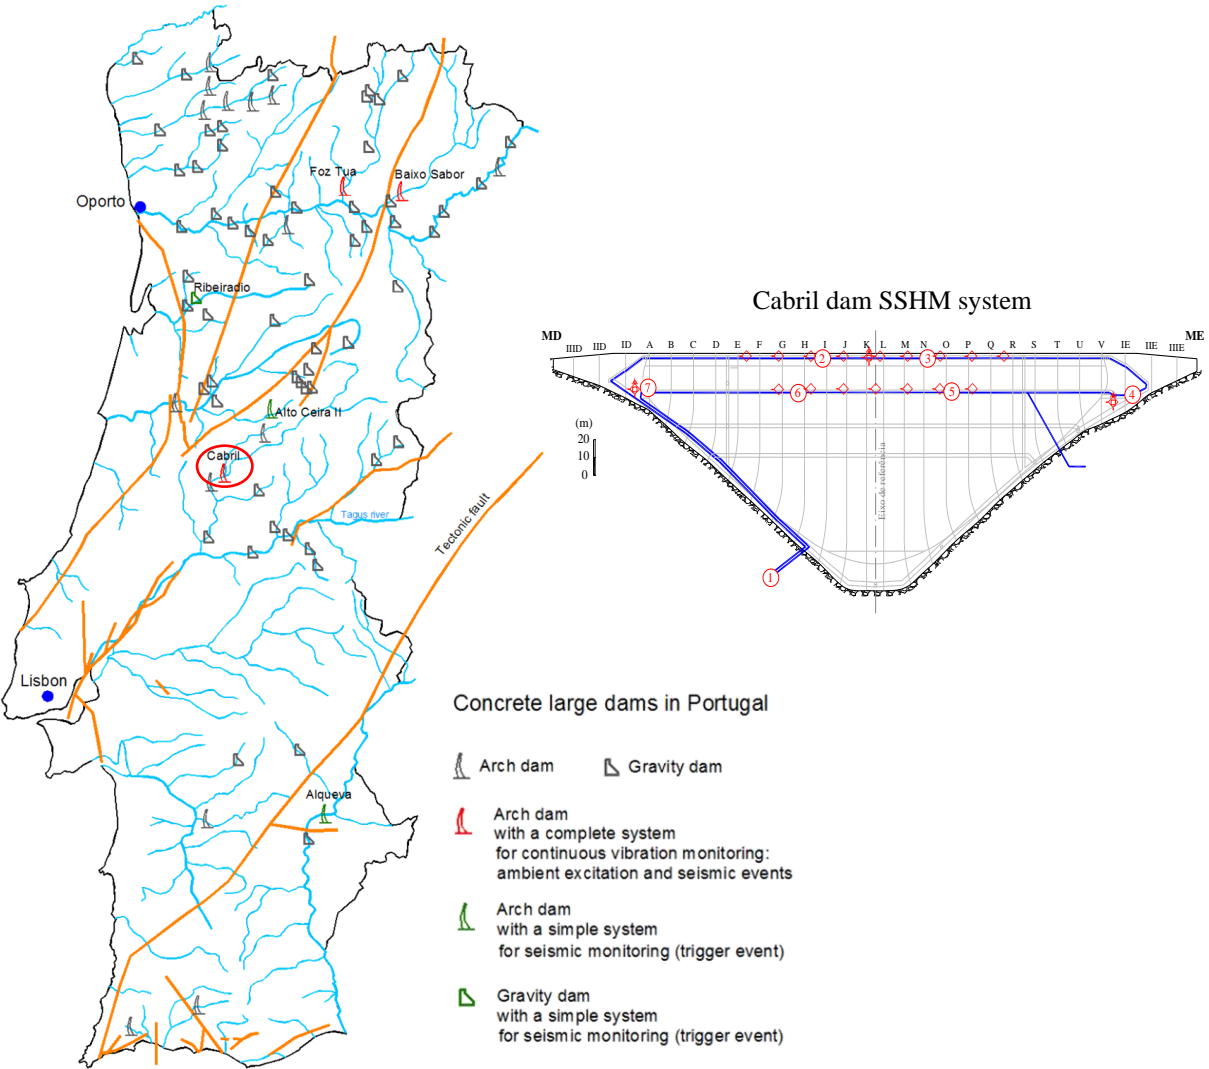 Oporto
Foz Tua
Baixo Sabor
Ribeiradio
Alto Ceira II
Cabril
Tagus river
Tectonic fault
Lisbon
Alqueva
Cabril dam SSHM system
MD
ME
IIID IID ID A B C D E F G H I J K L M N O P Q R S T U V IE IIE IIIE
2
3
7
6
5
4
1
(m)
20
10
0
Eixo de referência
Concrete large dams in Portugal
Arch dam
Gravity dam
Arch dam
with a complete system
for continuous vibration monitoring:
ambient excitation and seismic events
Arch dam
with a simple system
for seismic monitoring (trigger event)
Gravity dam
with a simple system
for seismic monitoring (trigger event)